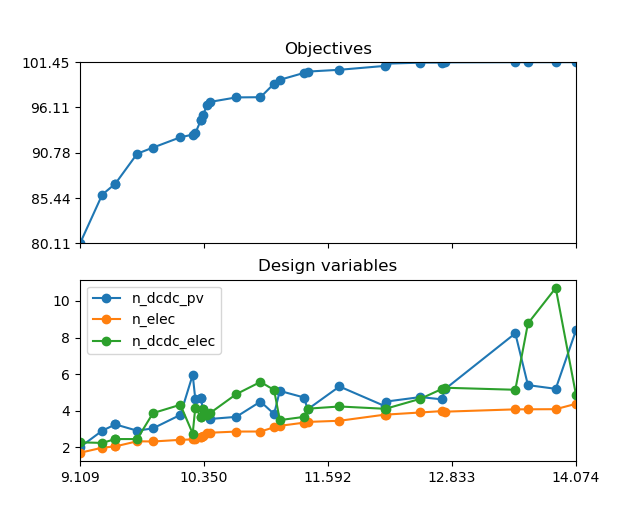 Objectives
101.45
96.11
90.78
85.44
80.11
Design variables
10
8
6
4
2
n_dcdc_pv
n_elec
n_dcdc_elec
9.109 10.350 11.592 12.833 14.074